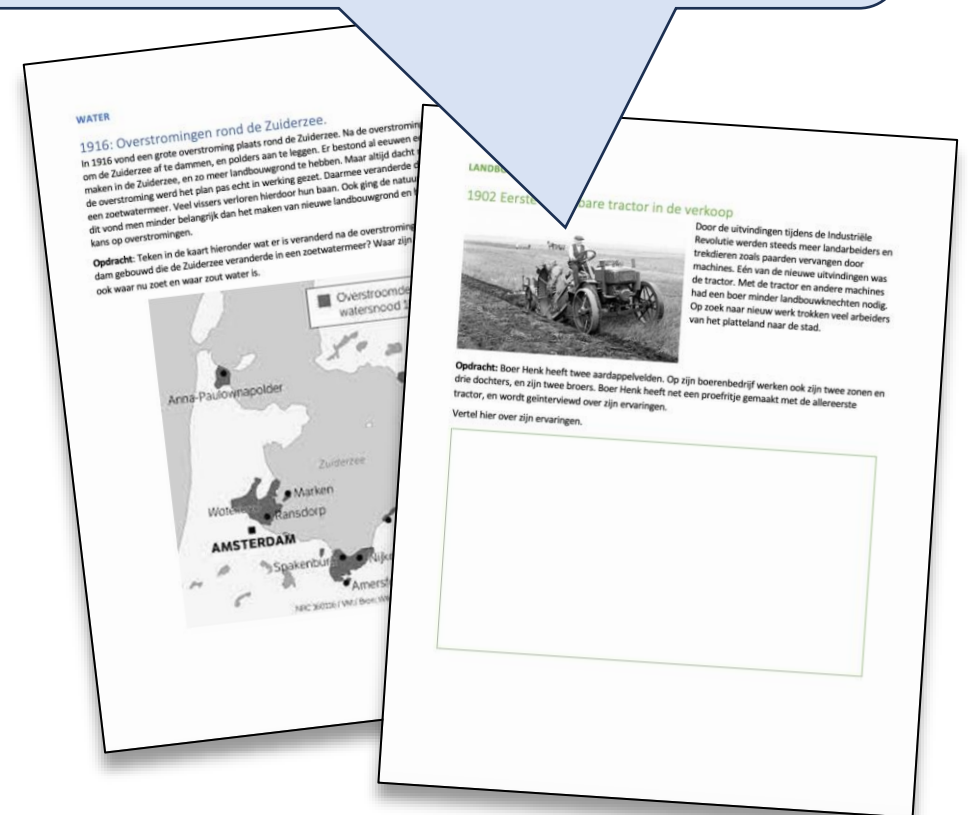 WATER
1916: Overstromingen rond de Zuiderzee.
In 1916 vond een grote overstroming plaats rond de Zuiderzee. Na de overstroming
om de Zuiderzee af te dammen, en polders aan te leggen. Er bestond al eeuwen
maken in de Zuiderzee, en zo meer landbouwgrond te hebben. Maar altijd dacht
de overstroming werd het plan pas echt in werking gezet. Daarmee veranderde
een zoetwatermeer. Veel vissers verloren hierdoor hun baan. Ook ging de natuur
dit vond men minder belangrijk dan het maken van nieuwe landbouwgrond en
kans op overstromingen.
Opdracht: Teken in de kaart hieronder wat er is veranderd na de overstroming
dam gebouwd die de Zuiderzee veranderde in een zoetwatermeer? Waar zijn
ook waar nu zoet en waar zout water is.
Overstroomde
watersnood
Anna-Paulownapolder
Zuiderzee
Marken
Ransdorp
AMSTERDAM
Spakenbur
Nijk
Amersf
LANDB
1902 Eerste bare tractor in de verkoop
Door de uitvindingen tijdens de Industriële
Revolutie werden steeds meer landarbeiders en
trekdieren zoals paarden vervangen door
machines. Eén van de nieuwe uitvindingen was
de tractor. Met de tractor en andere machines
had een boer minder landbouwknechten nodig.
Op zoek naar nieuw werk trokken veel arbeiders
van het platteland naar de stad.
Opdracht: Boer Henk heeft twee aardappelvelden. Op zijn boerenbedrijf werken ook zijn twee zonen en
drie dochters, en zijn twee broers. Boer Henk heeft net een proefritje gemaakt met de allereerste
tractor, en wordt geïnterviewd over zijn ervaringen.
Vertel hier over zijn ervaringen.